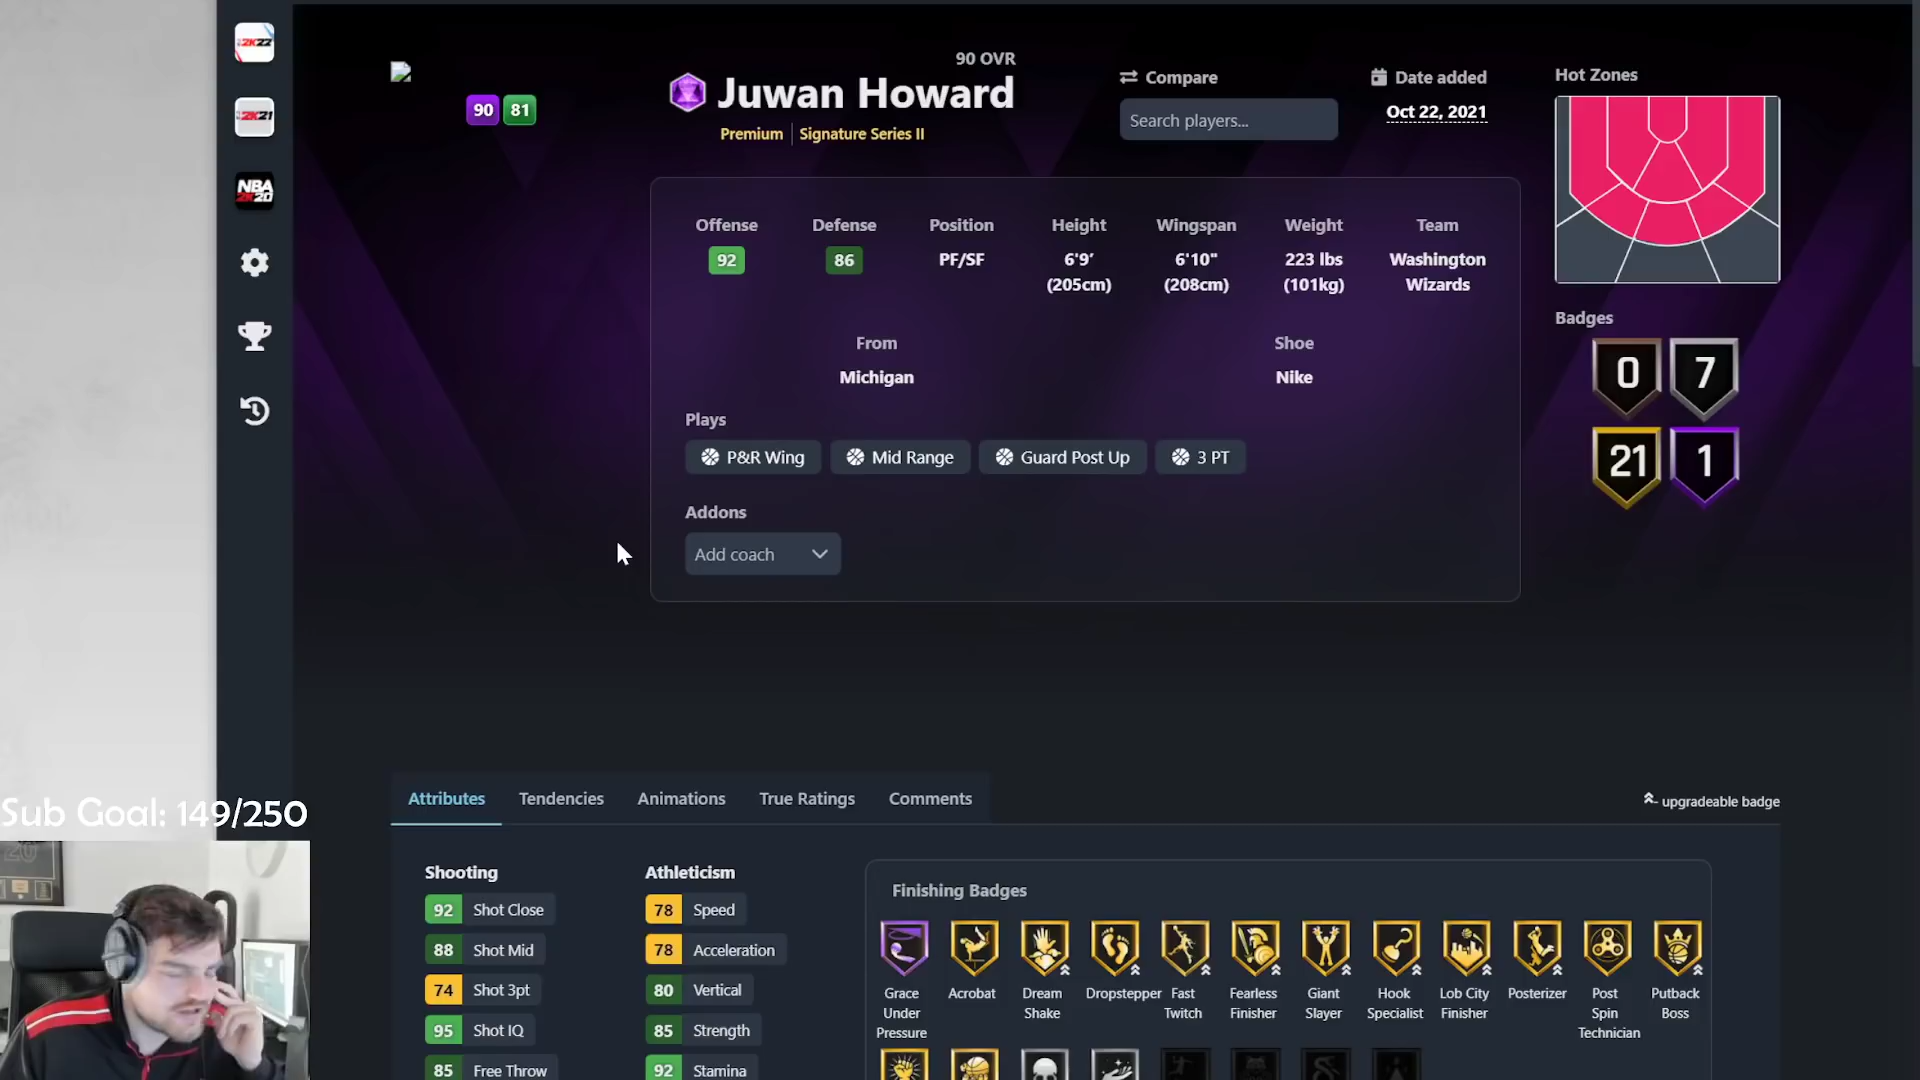 2K22
2K21
NBA
2K20
90 81
90 OVR
Juwan Howard
Premium Signature Series II
Compare
Search players...
Date added
Oct 22, 2021
Hot Zones
Offense Defense Position Height Wingspan Weight Team
92 86 PF/SF 6'9' 6'10" 223 lbs Washington
(205cm) (208cm) (101kg) Wizards
From Shoe
Michigan Nike
Badges
0 7
21 1
Plays
P&R Wing Mid Range Guard Post Up 3 PT
Addons
Add coach
Sub Goal: 149/250
Attributes Tendencies Animations True Ratings Comments
upgradeable badge
Shooting
92 Shot Close
88 Shot Mid
74 Shot 3pt
95 Shot IQ
85 Free Throw
Athleticism
78 Speed
78 Acceleration
80 Vertical
85 Strength
92 Stamina
Finishing Badges
Grace Acrobat Dream Dropstepper Fast Fearless Giant Hook Lob City Posterizer Post Putback
Under Shake Twitch Finisher Slayer Specialist Finisher Spin Boss
Pressure Technician